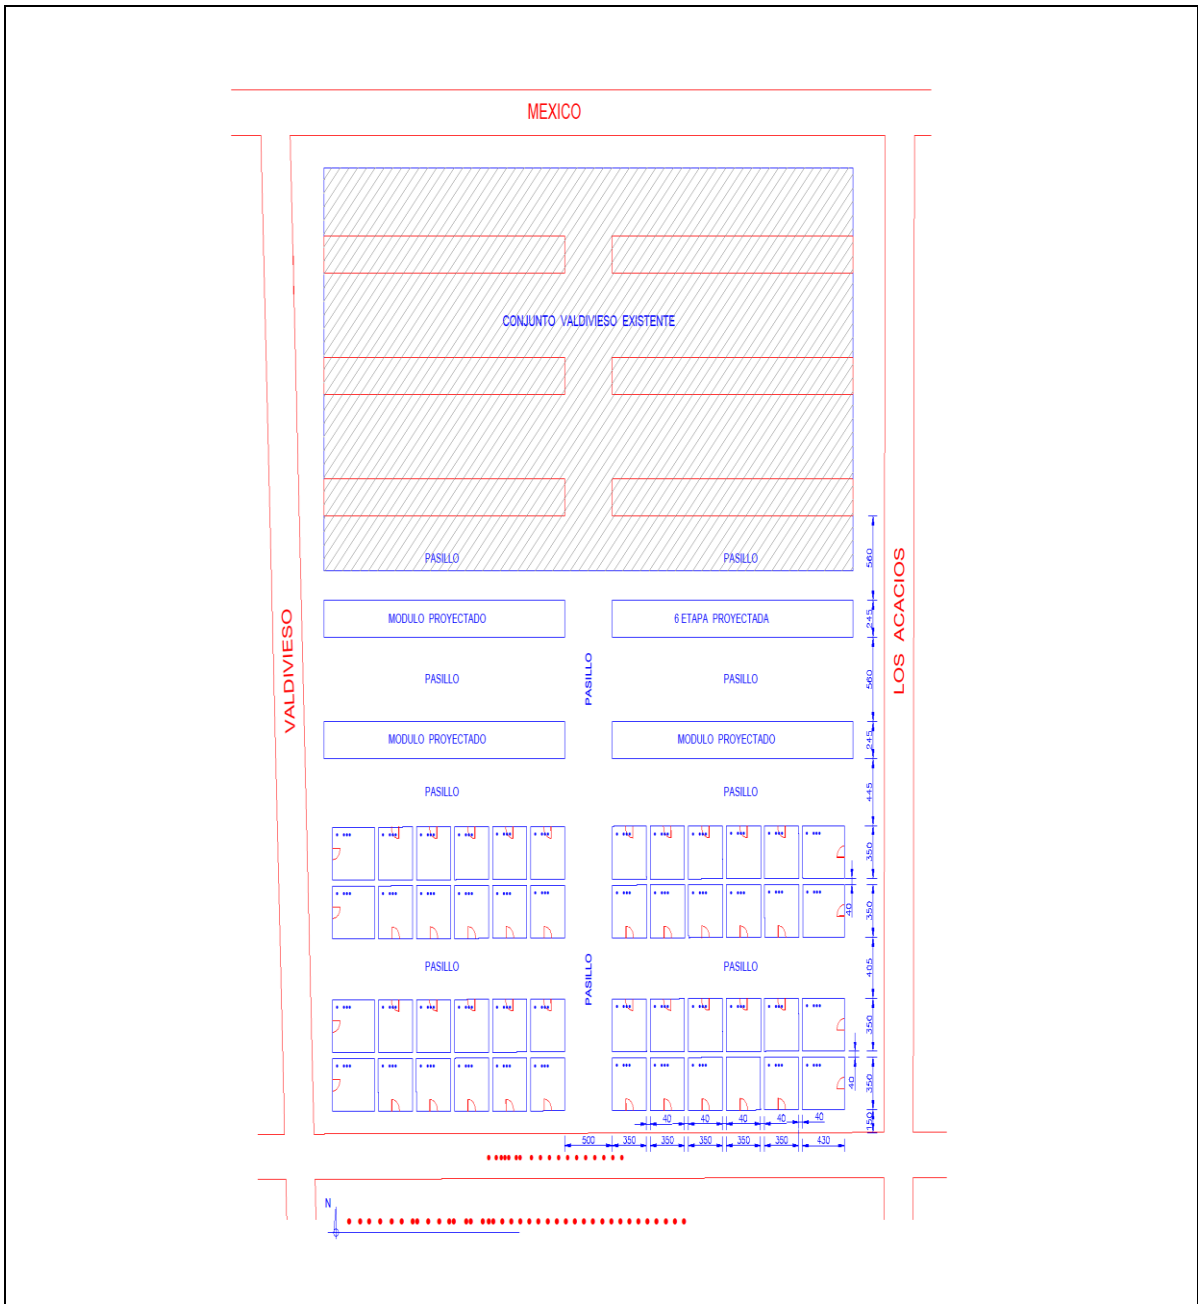 MEXICO
CONJUNTO VALDIVIESO EXISTENTE
PASILLO PASILLO
560
MODULO PROYECTADO 6 ETAPA PROYECTADA
245
VALDIVIESO
LOS ACACIOS
PASILLO PASILLO PASILLO
560
MODULO PROYECTADO MODULO PROYECTADO
245
PASILLO PASILLO
445
350
40 350
PASILLO PASILLO PASILLO
405
350
40 350
40 40 40 40 40
150
500 350 350 350 350 350 430
N